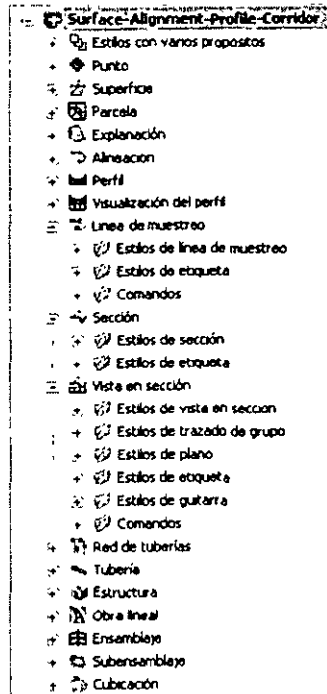 Surface-Alignment-Profile-Corridor
Estilos con varios propositos
Punto
Superficie
Parcela
Explanación
Alineación
Perfil
Visualización del perfil
Linea de muestreo
Estilos de linea de muestreo
Estilos de etiqueta
Comandos
Sección
Estilos de sección
Estilos de etiqueta
Vista en sección
Estilos de vista en sección
Estilos de trazado de grupo
Estilos de plano
Estilos de etiqueta
Estilos de guitarra
Comandos
Red de tuberías
Tubería
Estructura
Obra lineal
Ensamblaje
Subensamblaje
Cubicación